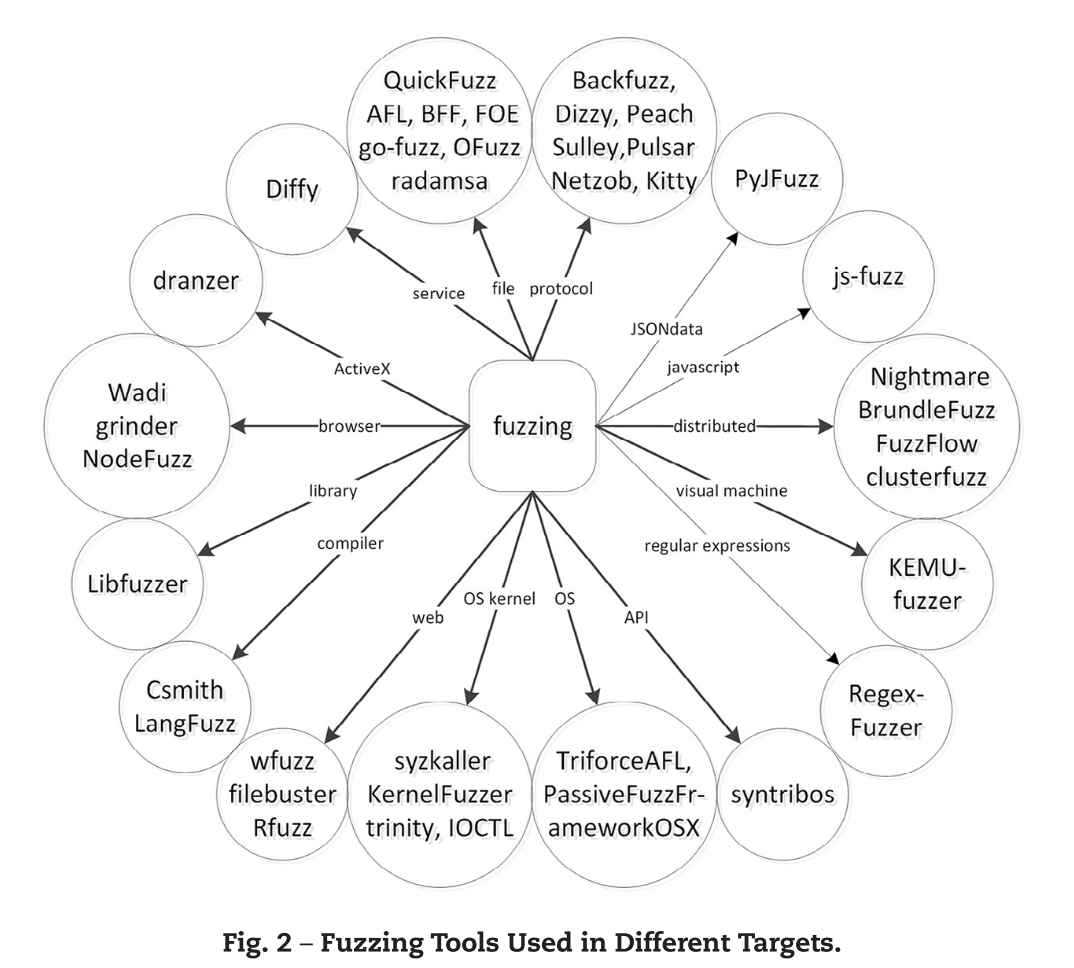 QuickFuzz
AFL, BFF, FOE
go-fuzz, OFuzz
radamsa
Backfuzz,
Dizzy, Peach
Sulley,Pulsar
Netzob, Kitty
PyJFuzz
js-fuzz
Nightmare
BrundleFuzz
FuzzFlow
clusterfuzz
KEMU-
fuzzer
Regex-
Fuzzer
syntribos
TriforceAFL,
PassiveFuzzFr-
ameworkOSX
syzkaller
KernelFuzzer
trinity, IOCTL
wfuzz
filebuster
Rfuzz
Csmith
LangFuzz
Libfuzzer
Wadi
grinder
NodeFuzz
dranzer
Diffy
fuzzing
service
file
protocol
JSONdata
javascript
distributed
visual machine
regular expressions
API
OS
OS kernel
web
compiler
library
browser
ActiveX
Fig. 2 – Fuzzing Tools Used in Different Targets.